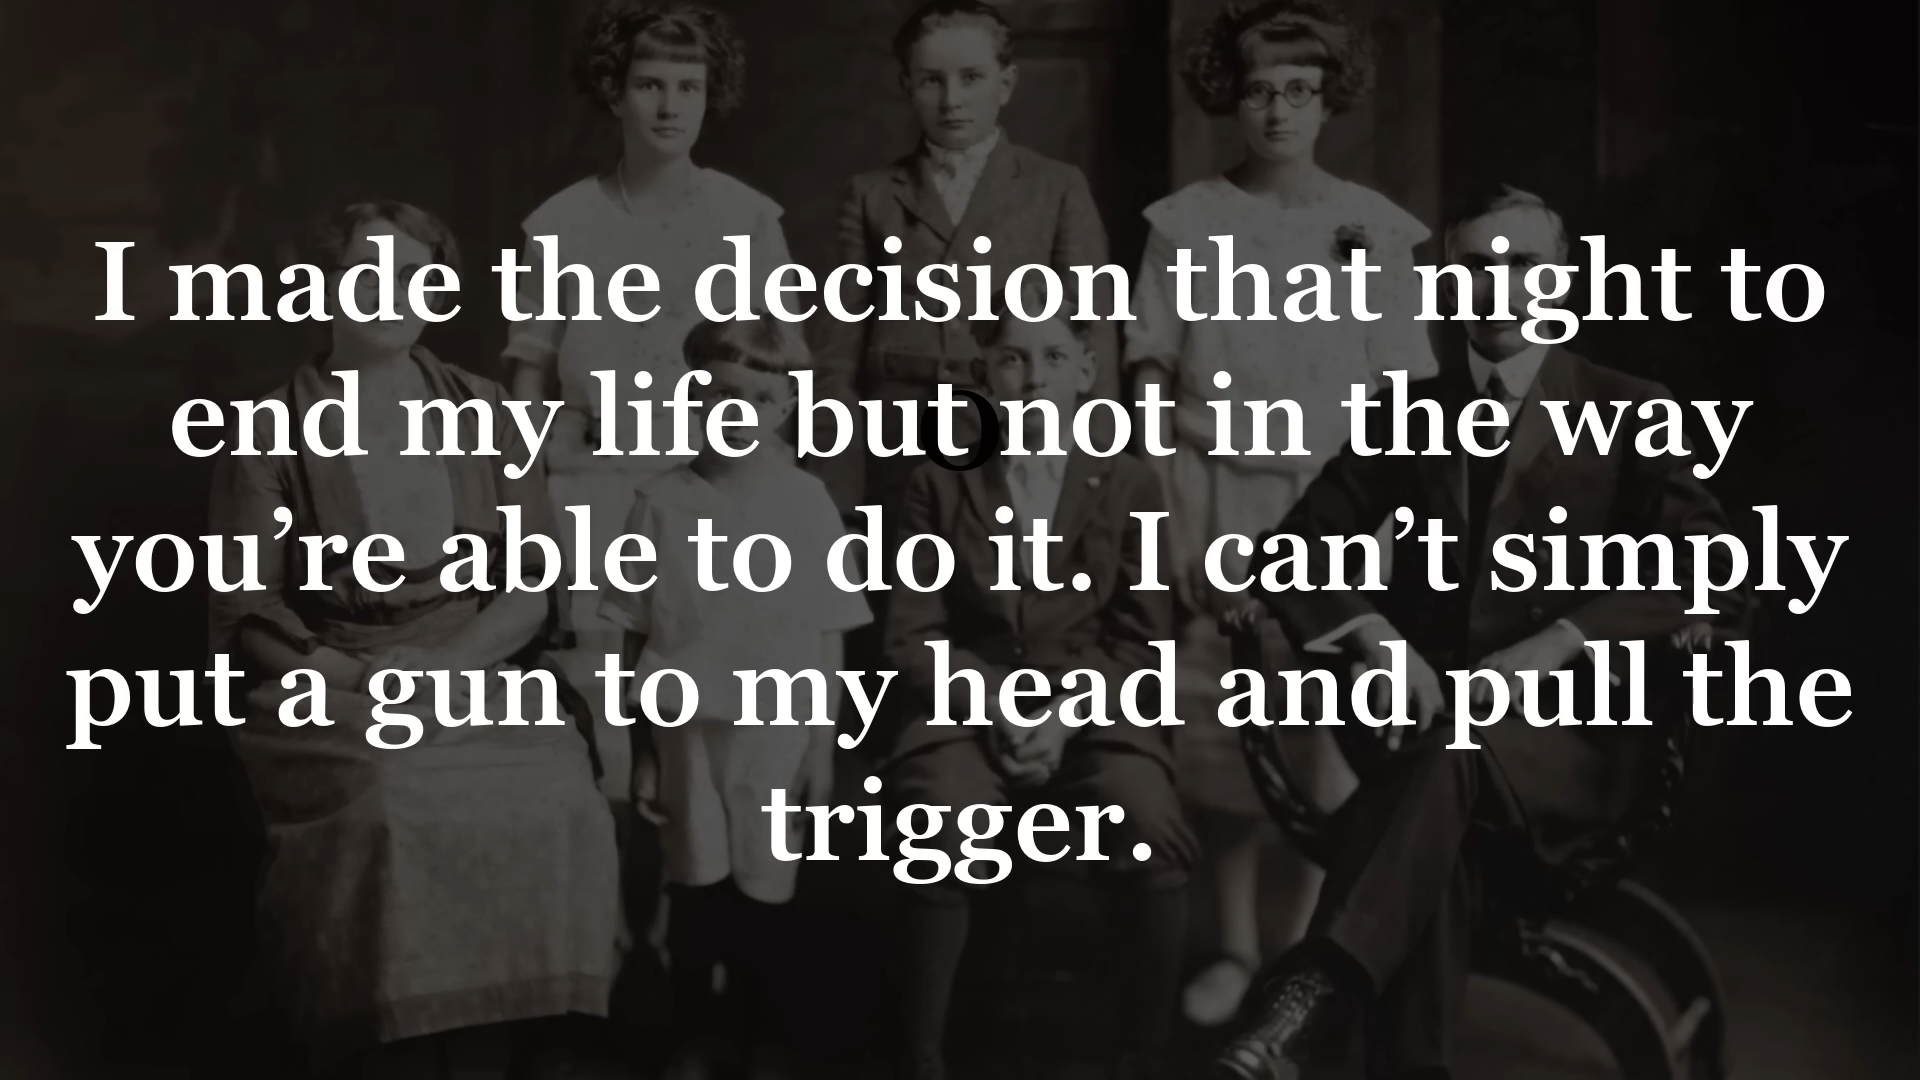 I made the decision that night to
end my life but not in the way
you’re able to do it. I can’t simply
put a gun to my head and pull the
trigger.